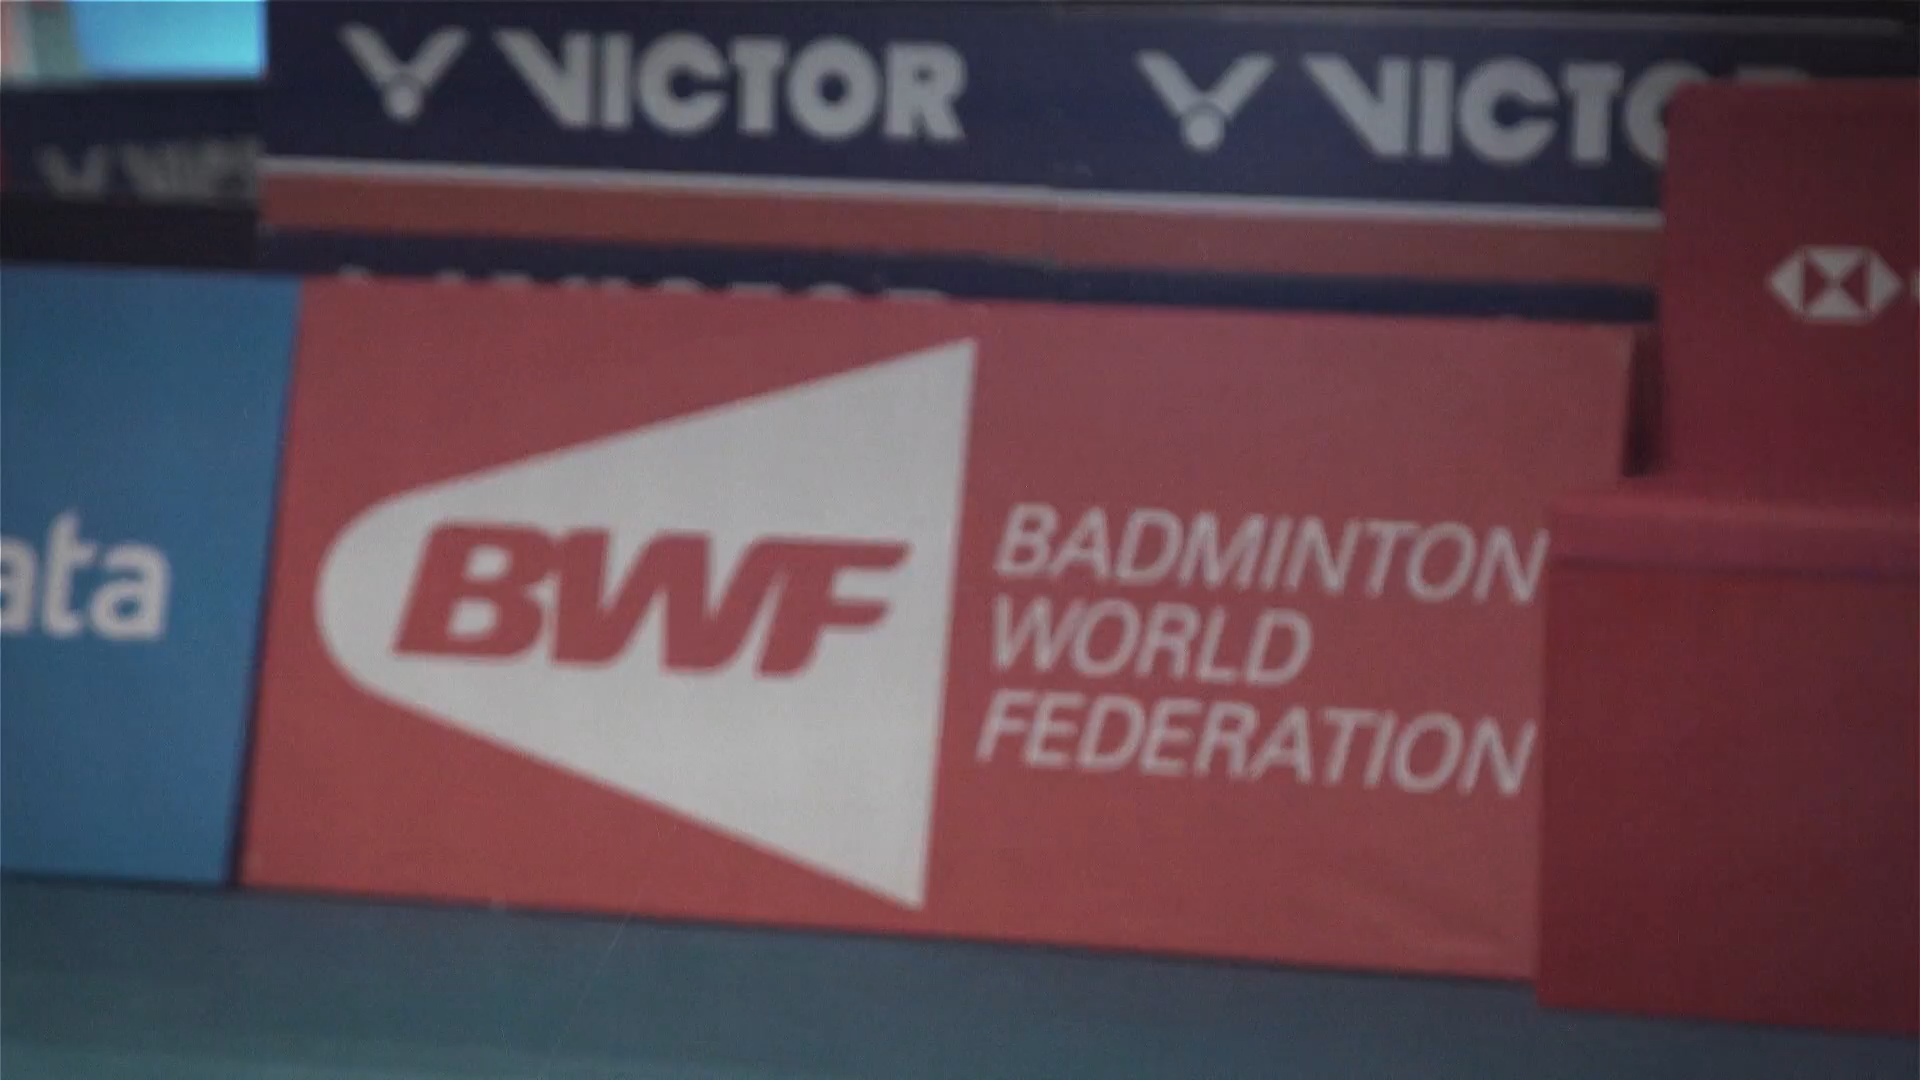 VICTOR
VICTO
ata
BWF
BADMINTON
WORLD
FEDERATION